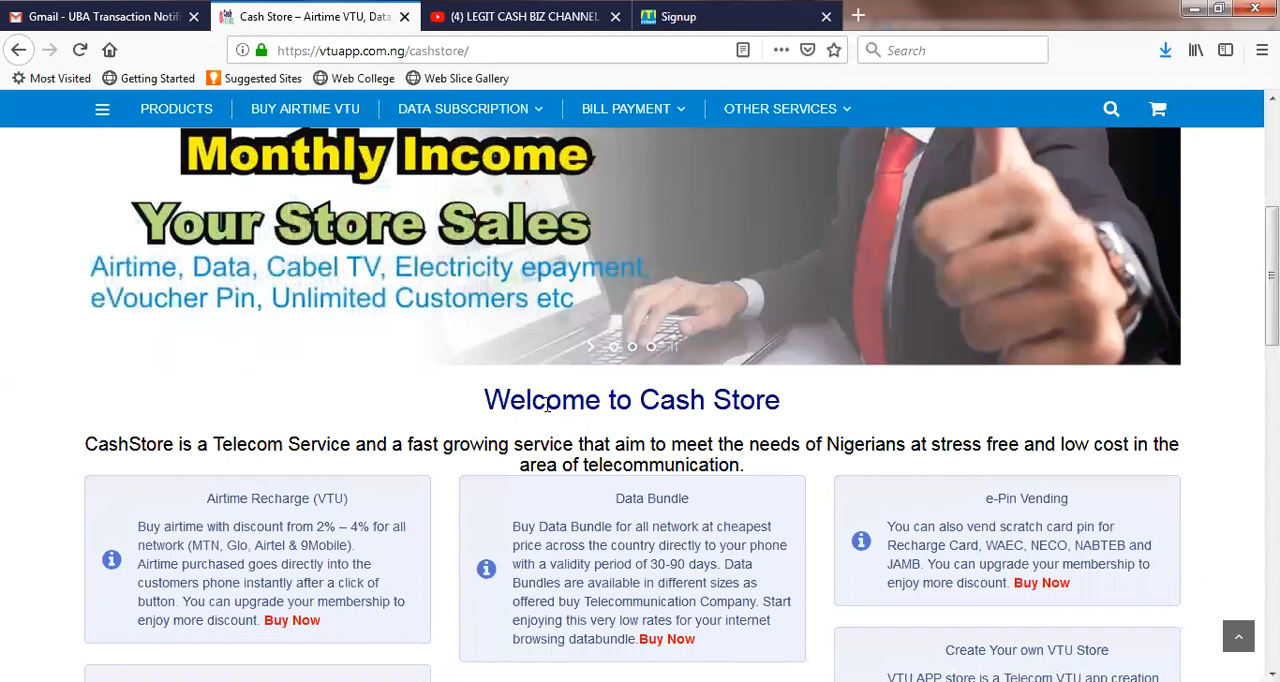 Gmail - UBA Transaction Notifi
Cash Store – Airtime VTU, Data,
(4) LEGIT CASH BIZ CHANNEL
Signup
https://vtuapp.com.ng/cashstore/
Search
Most Visited
Getting Started
Suggested Sites
Web College
Web Slice Gallery
PRODUCTS
BUY AIRTIME VTU
DATA SUBSCRIPTION
BILL PAYMENT
OTHER SERVICES
Monthly Income
Your Store Sales
Airtime, Data, Cabel TV, Electricity epayment,
eVoucher Pin, Unlimited Customers etc
Welcome to Cash Store
CashStore is a Telecom Service and a fast growing service that aim to meet the needs of Nigerians at stress free and low cost in the
area of telecommunication.
Airtime Recharge (VTU)
Buy airtime with discount from 2% – 4% for all
network (MTN, Glo, Airtel & 9Mobile).
Airtime purchased goes directly into the
customers phone instantly after a click of
button. You can upgrade your membership to
enjoy more discount. Buy Now
Data Bundle
Buy Data Bundle for all network at cheapest
price across the country directly to your phone
with a validity period of 30-90 days. Data
Bundles are available in different sizes as
offered buy Telecommunication Company. Start
enjoying this very low rates for your internet
browsing databundle.Buy Now
e-Pin Vending
You can also vend scratch card pin for
Recharge Card, WAEC, NECO, NABTEB and
JAMB. You can upgrade your membership to
enjoy more discount. Buy Now
Create Your own VTU Store
VTU APP store is a Telecom VTU app creation